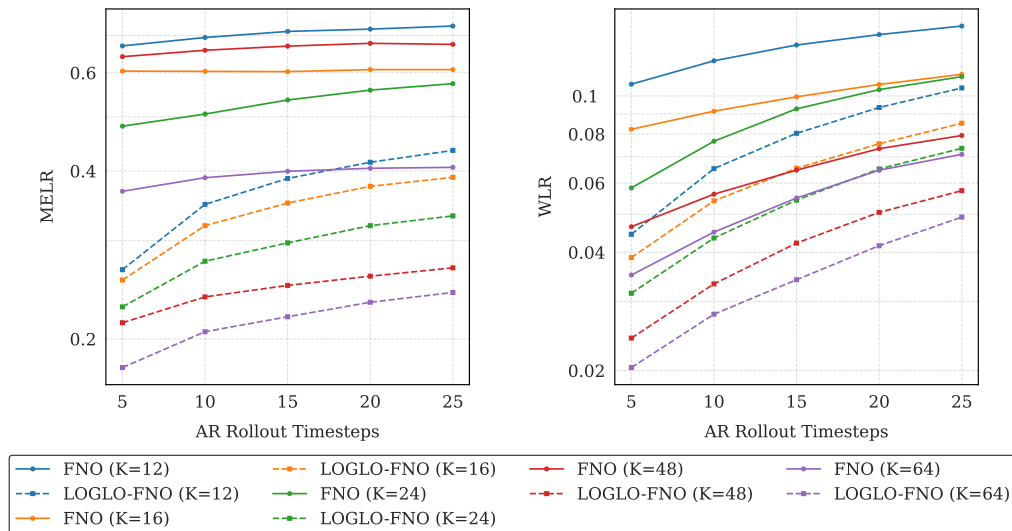 MELR
0.6
0.4
0.2
5 10 15 20 25
AR Rollout Timesteps
WLR
0.1
0.08
0.06
0.04
0.02
5 10 15 20 25
AR Rollout Timesteps
FNO (K=12)
LOGLO-FNO (K=12)
FNO (K=16)
LOGLO-FNO (K=16)
FNO (K=24)
LOGLO-FNO (K=24)
FNO (K=48)
LOGLO-FNO (K=48)
FNO (K=64)
LOGLO-FNO (K=64)